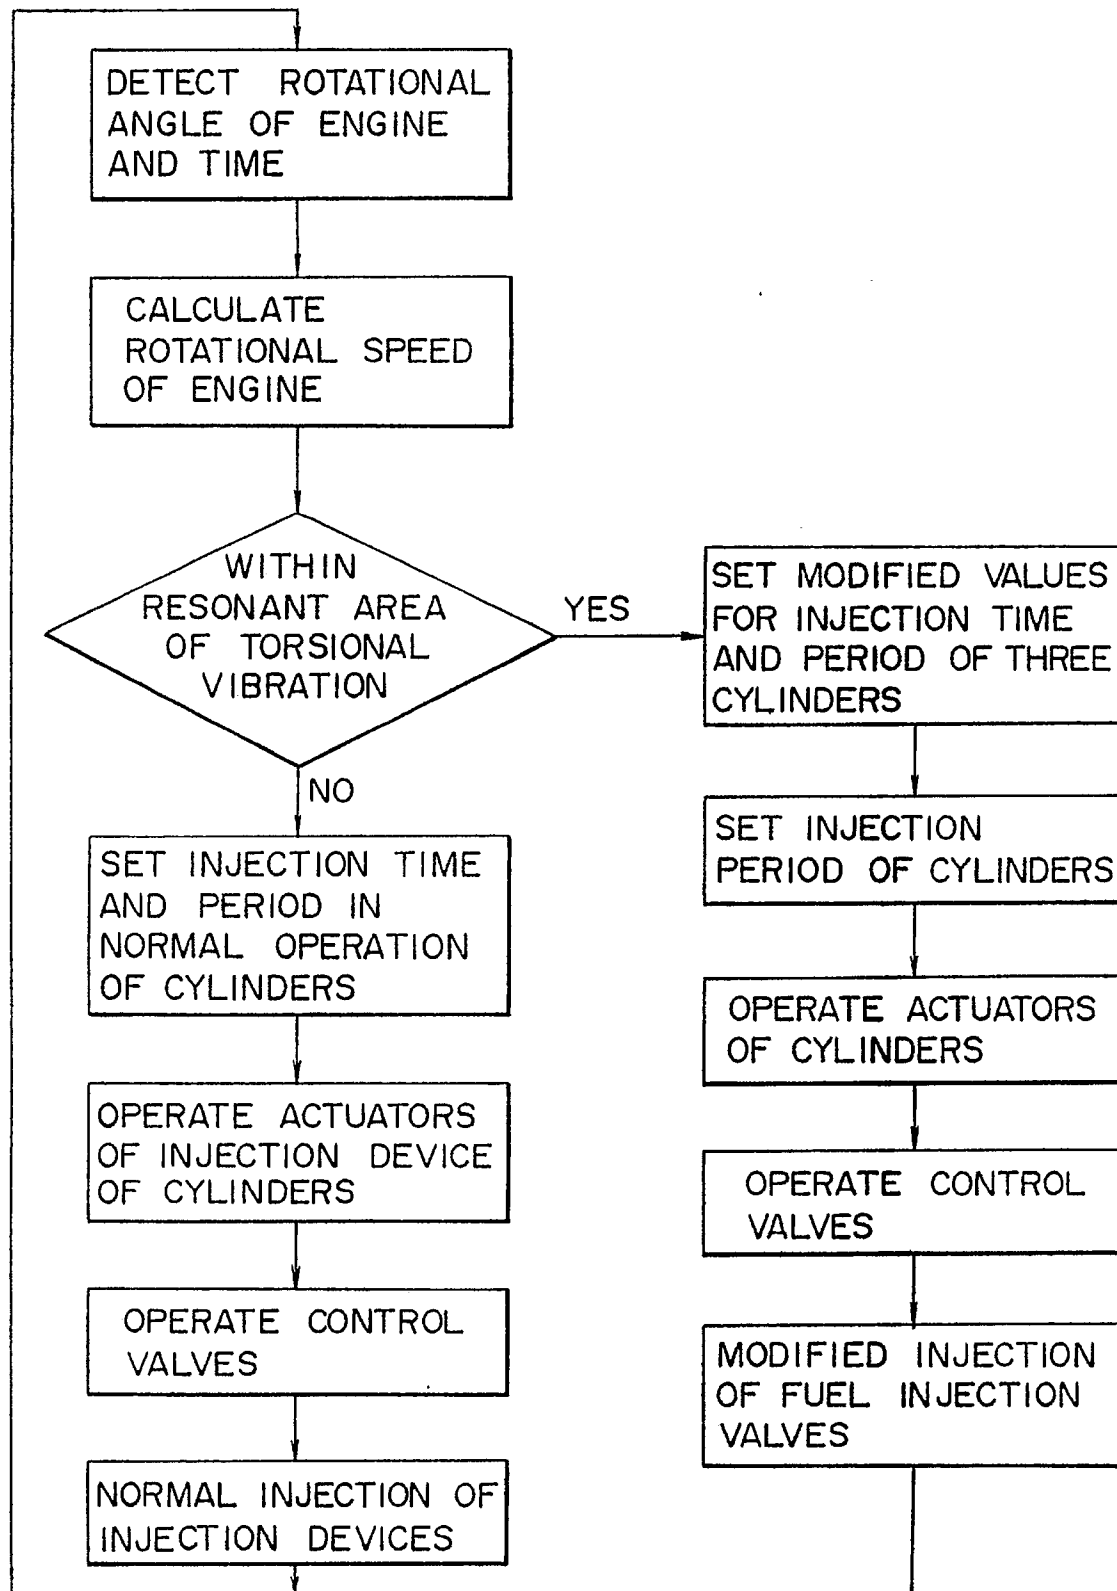 DETECT ROTATIONAL
ANGLE OF ENGINE
AND TIME
CALCULATE
ROTATIONAL SPEED
OF ENGINE
WITHIN
RESONANT AREA
OF TORSIONAL
VIBRATION
YES
NO
SET INJECTION TIME
AND PERIOD IN
NORMAL OPERATION
OF CYLINDERS
OPERATE ACTUATORS
OF INJECTION DEVICE
OF CYLINDERS
OPERATE CONTROL
VALVES
NORMAL INJECTION OF
INJECTION DEVICES
SET MODIFIED VALUES
FOR INJECTION TIME
AND PERIOD OF THREE
CYLINDERS
SET INJECTION
PERIOD OF CYLINDERS
OPERATE ACTUATORS
OF CYLINDERS
OPERATE CONTROL
VALVES
MODIFIED INJECTION
OF FUEL INJECTION
VALVES